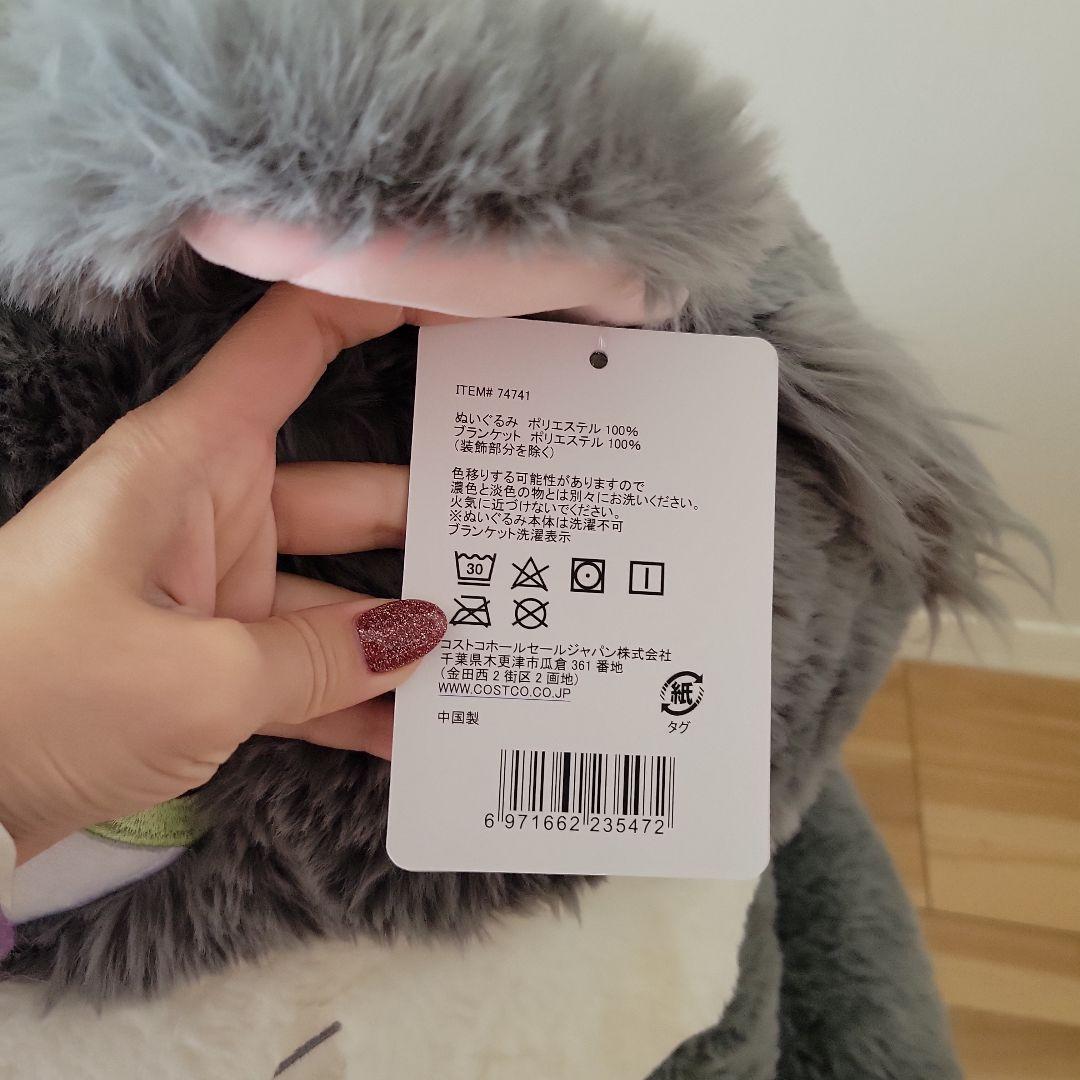 ITEM# 74741
ぬいぐるみ ポリエステル 100%
ブランケット ポリエステル 100%
(装飾部分を除く)
色移りする可能性がありますので
濃色と淡色の物とは別々にお洗いください。
火気に近づけないでください。
※ぬいぐるみ本体は洗濯不可
ブランケット洗濯表示
30
コストコホールセールジャパン株式会社
千葉県木更津市瓜倉 361 番地
(金田西 2 街区 2 画地)
WWW.COSTCO.CO.JP
紙
タグ
中国製
6 971662 235472